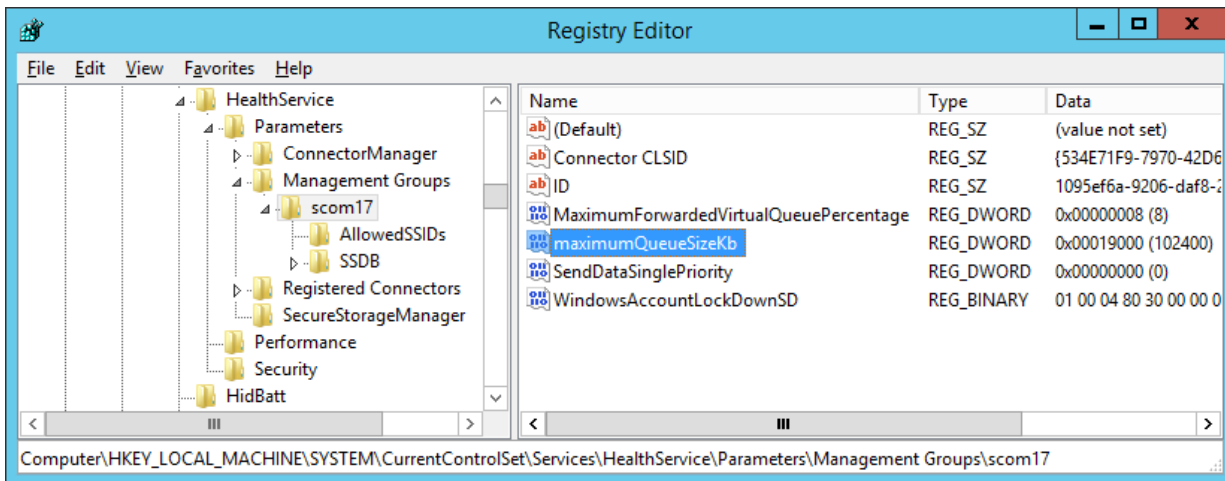 Registry Editor
File Edit View Favorites Help
HealthService
Parameters
ConnectorManager
Management Groups
scom17
AllowedSSIDs
SSDB
Registered Connectors
SecureStorageManager
Performance
Security
HidBatt
Name Type Data
(Default) REG_SZ (value not set)
Connector CLSID REG_SZ {534E71F9-7970-42D6
ID REG_SZ 1095ef6a-9206-daf8-2
MaximumForwardedVirtualQueuePercentage REG_DWORD 0x00000008 (8)
maximumQueueSizeKb REG_DWORD 0x00019000 (102400)
SendDataSinglePriority REG_DWORD 0x00000000 (0)
WindowsAccountLockDownSD REG_BINARY 01 00 04 80 30 00 00 0
Computer\HKEY_LOCAL_MACHINE\SYSTEM\CurrentControlSet\Services\HealthService\Parameters\Management Groups\scom17